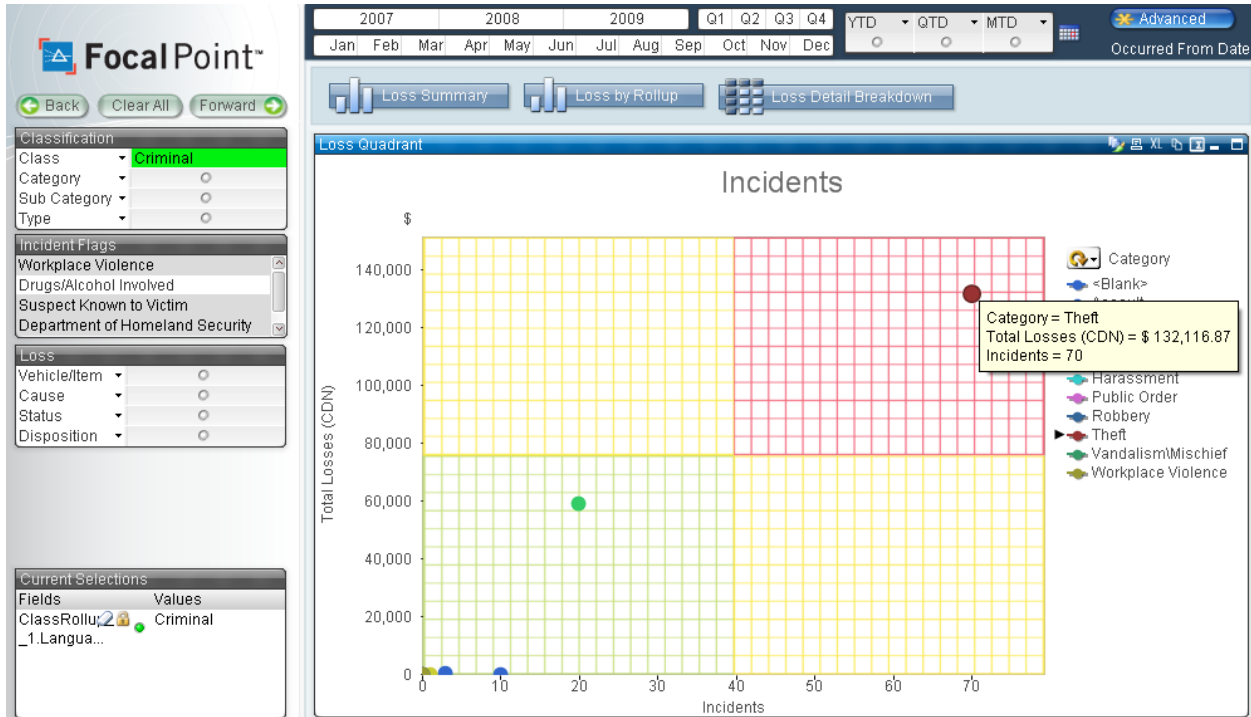 FocalPoint™
Back Clear All Forward
2007 2008 2009 Q1 Q2 Q3 Q4 YTD QTD MTD Advanced
Jan Feb Mar Apr May Jun Jul Aug Sep Oct Nov Dec Occurred From Date
Loss Summary Loss by Rollup Loss Detail Breakdown
Classification
Class Criminal
Category
Sub Category
Type
Incident Flags
Workplace Violence
Drugs/Alcohol Involved
Suspect Known to Victim
Department of Homeland Security
Loss
Vehicle/Item
Cause
Status
Disposition
Current Selections
Fields Values
ClassRollu; Criminal
_1.Langua...
Loss Quadrant XL
Incidents
$
140,000
120,000
100,000
80,000
60,000
40,000
20,000
0
Total Losses (CDN)
0 10 20 30 40 50 60 70
Incidents
Category
<Blank>
Assault
Category = Theft
Total Losses (CDN) = $ 132,116.87
Incidents = 70
Harassment
Public Order
Robbery
Theft
Vandalism\Mischief
Workplace Violence